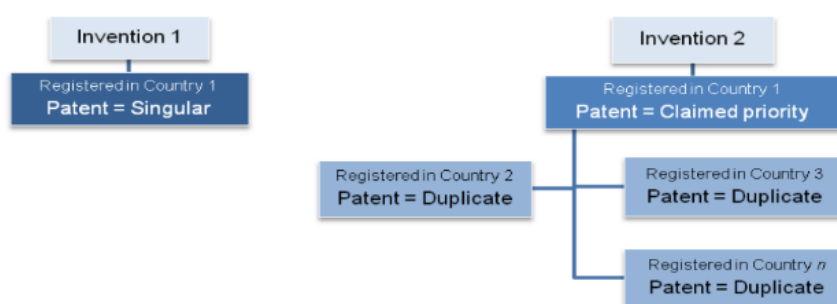 Invention 1
Registered in Country 1
Patent = Singular
Invention 2
Registered in Country 1
Patent = Claimed priority
Registered in Country 2
Patent = Duplicate
Registered in Country 3
Patent = Duplicate
Registered in Country n
Patent = Duplicate